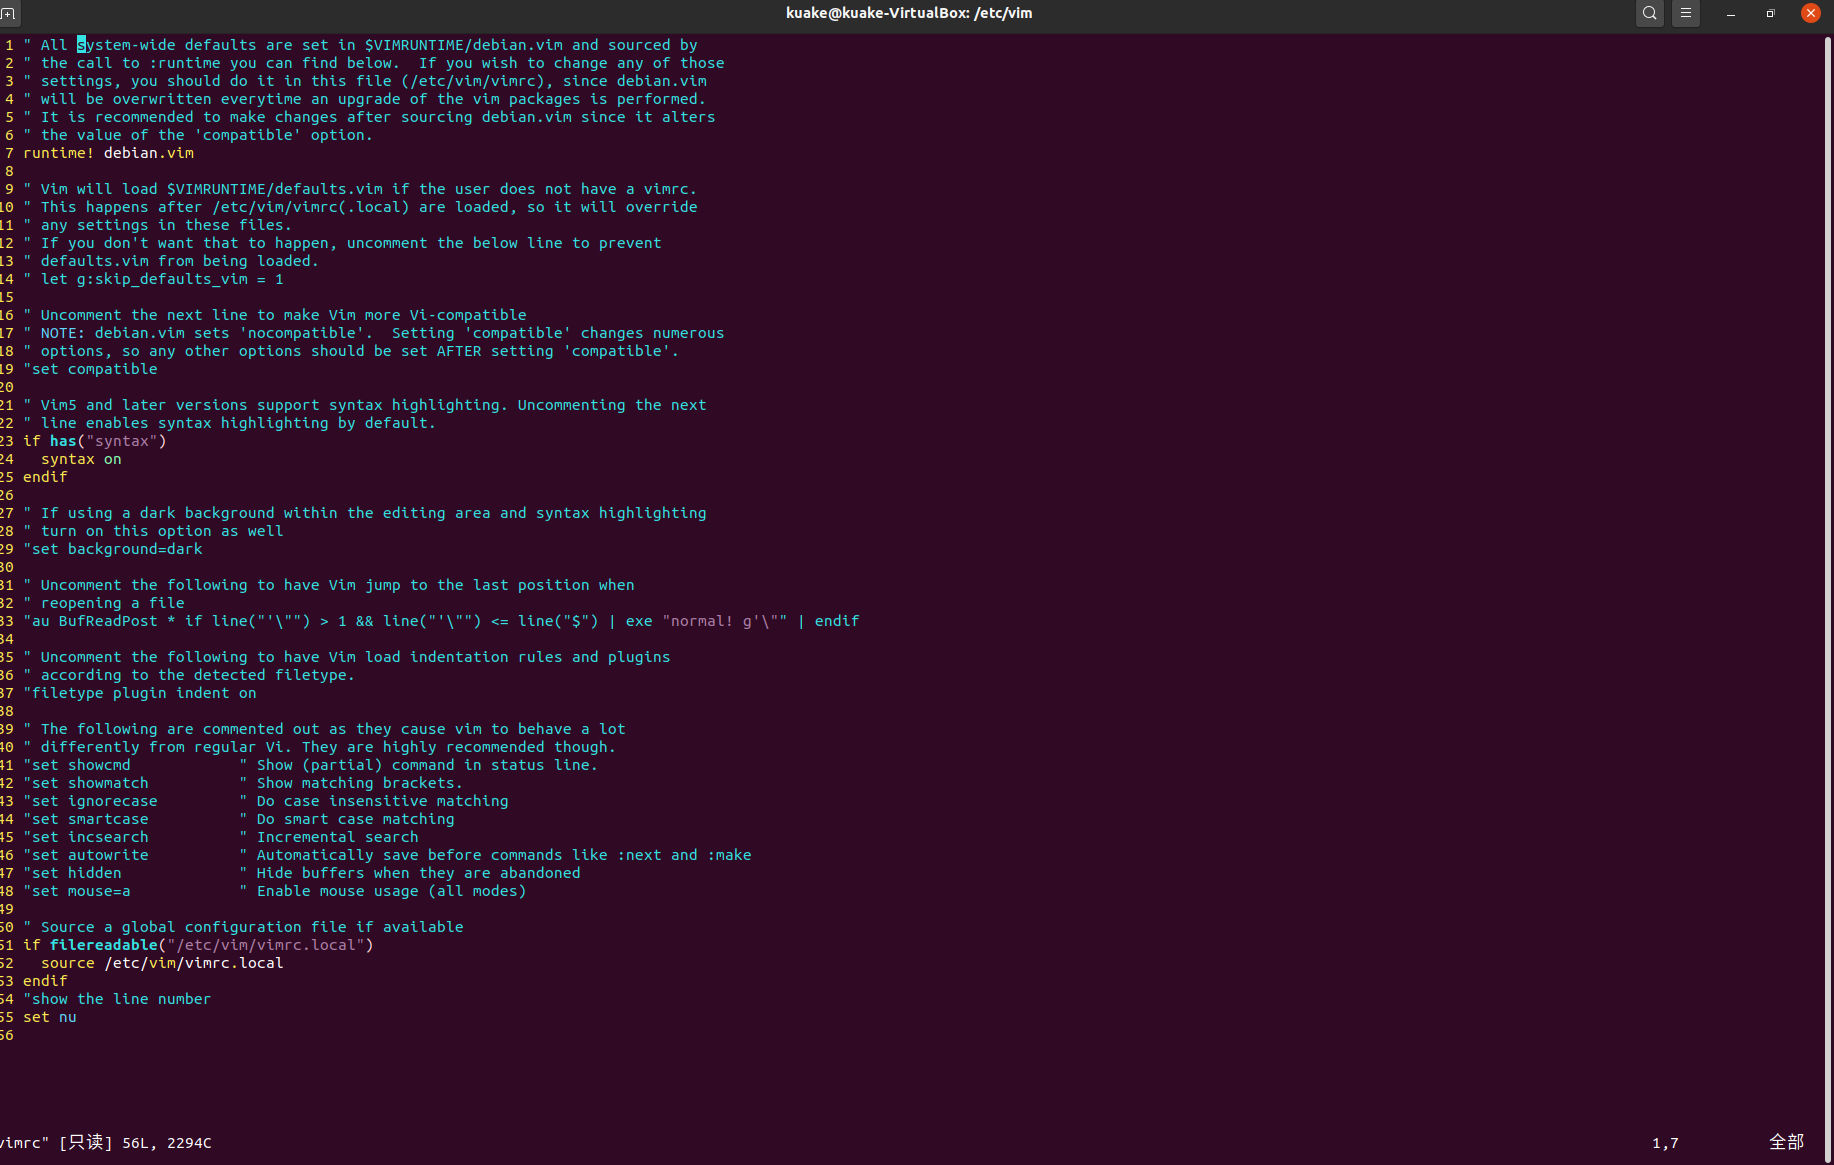 kuake@kuake-VirtualBox: /etc/vim
1 " All system-wide defaults are set in $VIMRUNTIME/debian.vim and sourced by
2 " the call to :runtime you can find below.  If you wish to change any of those
3 " settings, you should do it in this file (/etc/vim/vimrc), since debian.vim
4 " will be overwritten everytime an upgrade of the vim packages is performed.
5 " It is recommended to make changes after sourcing debian.vim since it alters
6 " the value of the 'compatible' option.
7 runtime! debian.vim
8
9 " Vim will load $VIMRUNTIME/defaults.vim if the user does not have a vimrc.
10 " This happens after /etc/vim/vimrc(.local) are loaded, so it will override
11 " any settings in these files.
12 " If you don't want that to happen, uncomment the below line to prevent
13 " defaults.vim from being loaded.
14 " let g:skip_defaults_vim = 1
15
16 " Uncomment the next line to make Vim more Vi-compatible
17 " NOTE: debian.vim sets 'nocompatible'.  Setting 'compatible' changes numerous
18 " options, so any other options should be set AFTER setting 'compatible'.
19 "set compatible
20
21 " Vim5 and later versions support syntax highlighting. Uncommenting the next
22 " line enables syntax highlighting by default.
23 if has("syntax")
24   syntax on
25 endif
26
27 " If using a dark background within the editing area and syntax highlighting
28 " turn on this option as well
29 "set background=dark
30
31 " Uncomment the following to have Vim jump to the last position when
32 " reopening a file
33 "au BufReadPost * if line("'\"") > 1 && line("'\"") <= line("$") | exe "normal! g'\"" | endif
34
35 " Uncomment the following to have Vim load indentation rules and plugins
36 " according to the detected filetype.
37 "filetype plugin indent on
38
39 " The following are commented out as they cause vim to behave a lot
40 " differently from regular Vi. They are highly recommended though.
41 "set showcmd            " Show (partial) command in status line.
42 "set showmatch          " Show matching brackets.
43 "set ignorecase         " Do case insensitive matching
44 "set smartcase          " Do smart case matching
45 "set incsearch          " Incremental search
46 "set autowrite          " Automatically save before commands like :next and :make
47 "set hidden             " Hide buffers when they are abandoned
48 "set mouse=a            " Enable mouse usage (all modes)
49
50 " Source a global configuration file if available
51 if filereadable("/etc/vim/vimrc.local")
52   source /etc/vim/vimrc.local
53 endif
54 "show the line number
55 set nu
56
vimrc" [只读] 56L, 2294C 1,7 全部